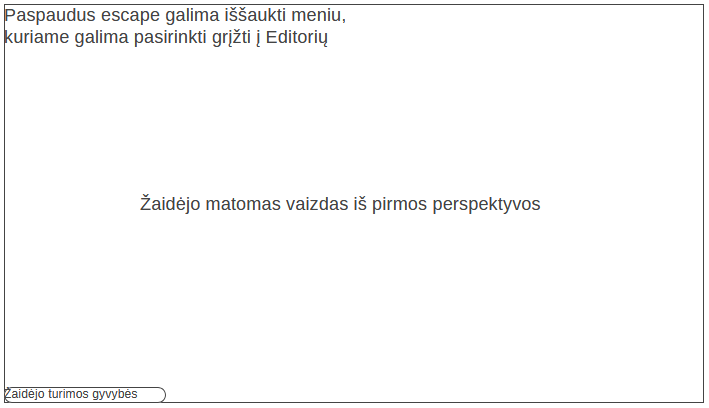 Paspaudus escape galima iššaukti meniu,
kuriame galima pasirinkti grįžti į Editorių
Žaidėjo matomas vaizdas iš pirmos perspektyvos
Žaidėjo turimos gyvybės